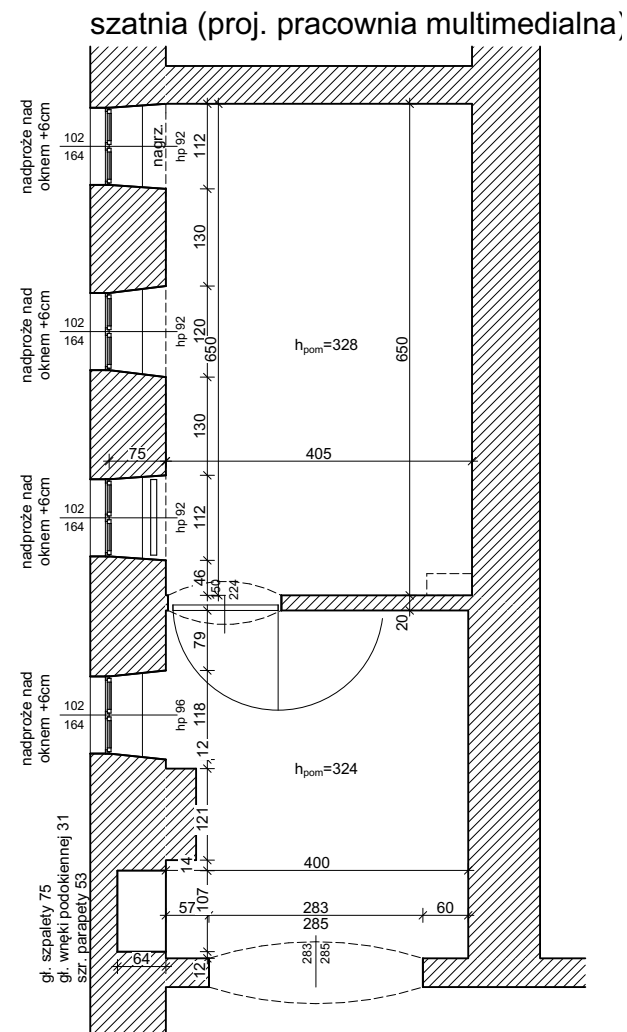 szatnia (proj. pracownia multimedialna)
nadproże nad
oknem +6cm
102
164
nagrz.
hp 92
112
130
nadproże nad
oknem +6cm
102
164
hp 92
120
650
h pom=328
650
130
75
405
nadproże nad
oknem +6cm
102
164
hp 92
112
46
150
224
20
79
nadproże nad
oknem +6cm
102
164
hp 96
118
12
h pom=324
121
14
400
107
57
283
60
285
283
285
gł. szpalety 75
gł. wnęki podokiennej 31
szr. parapety 53
64
12